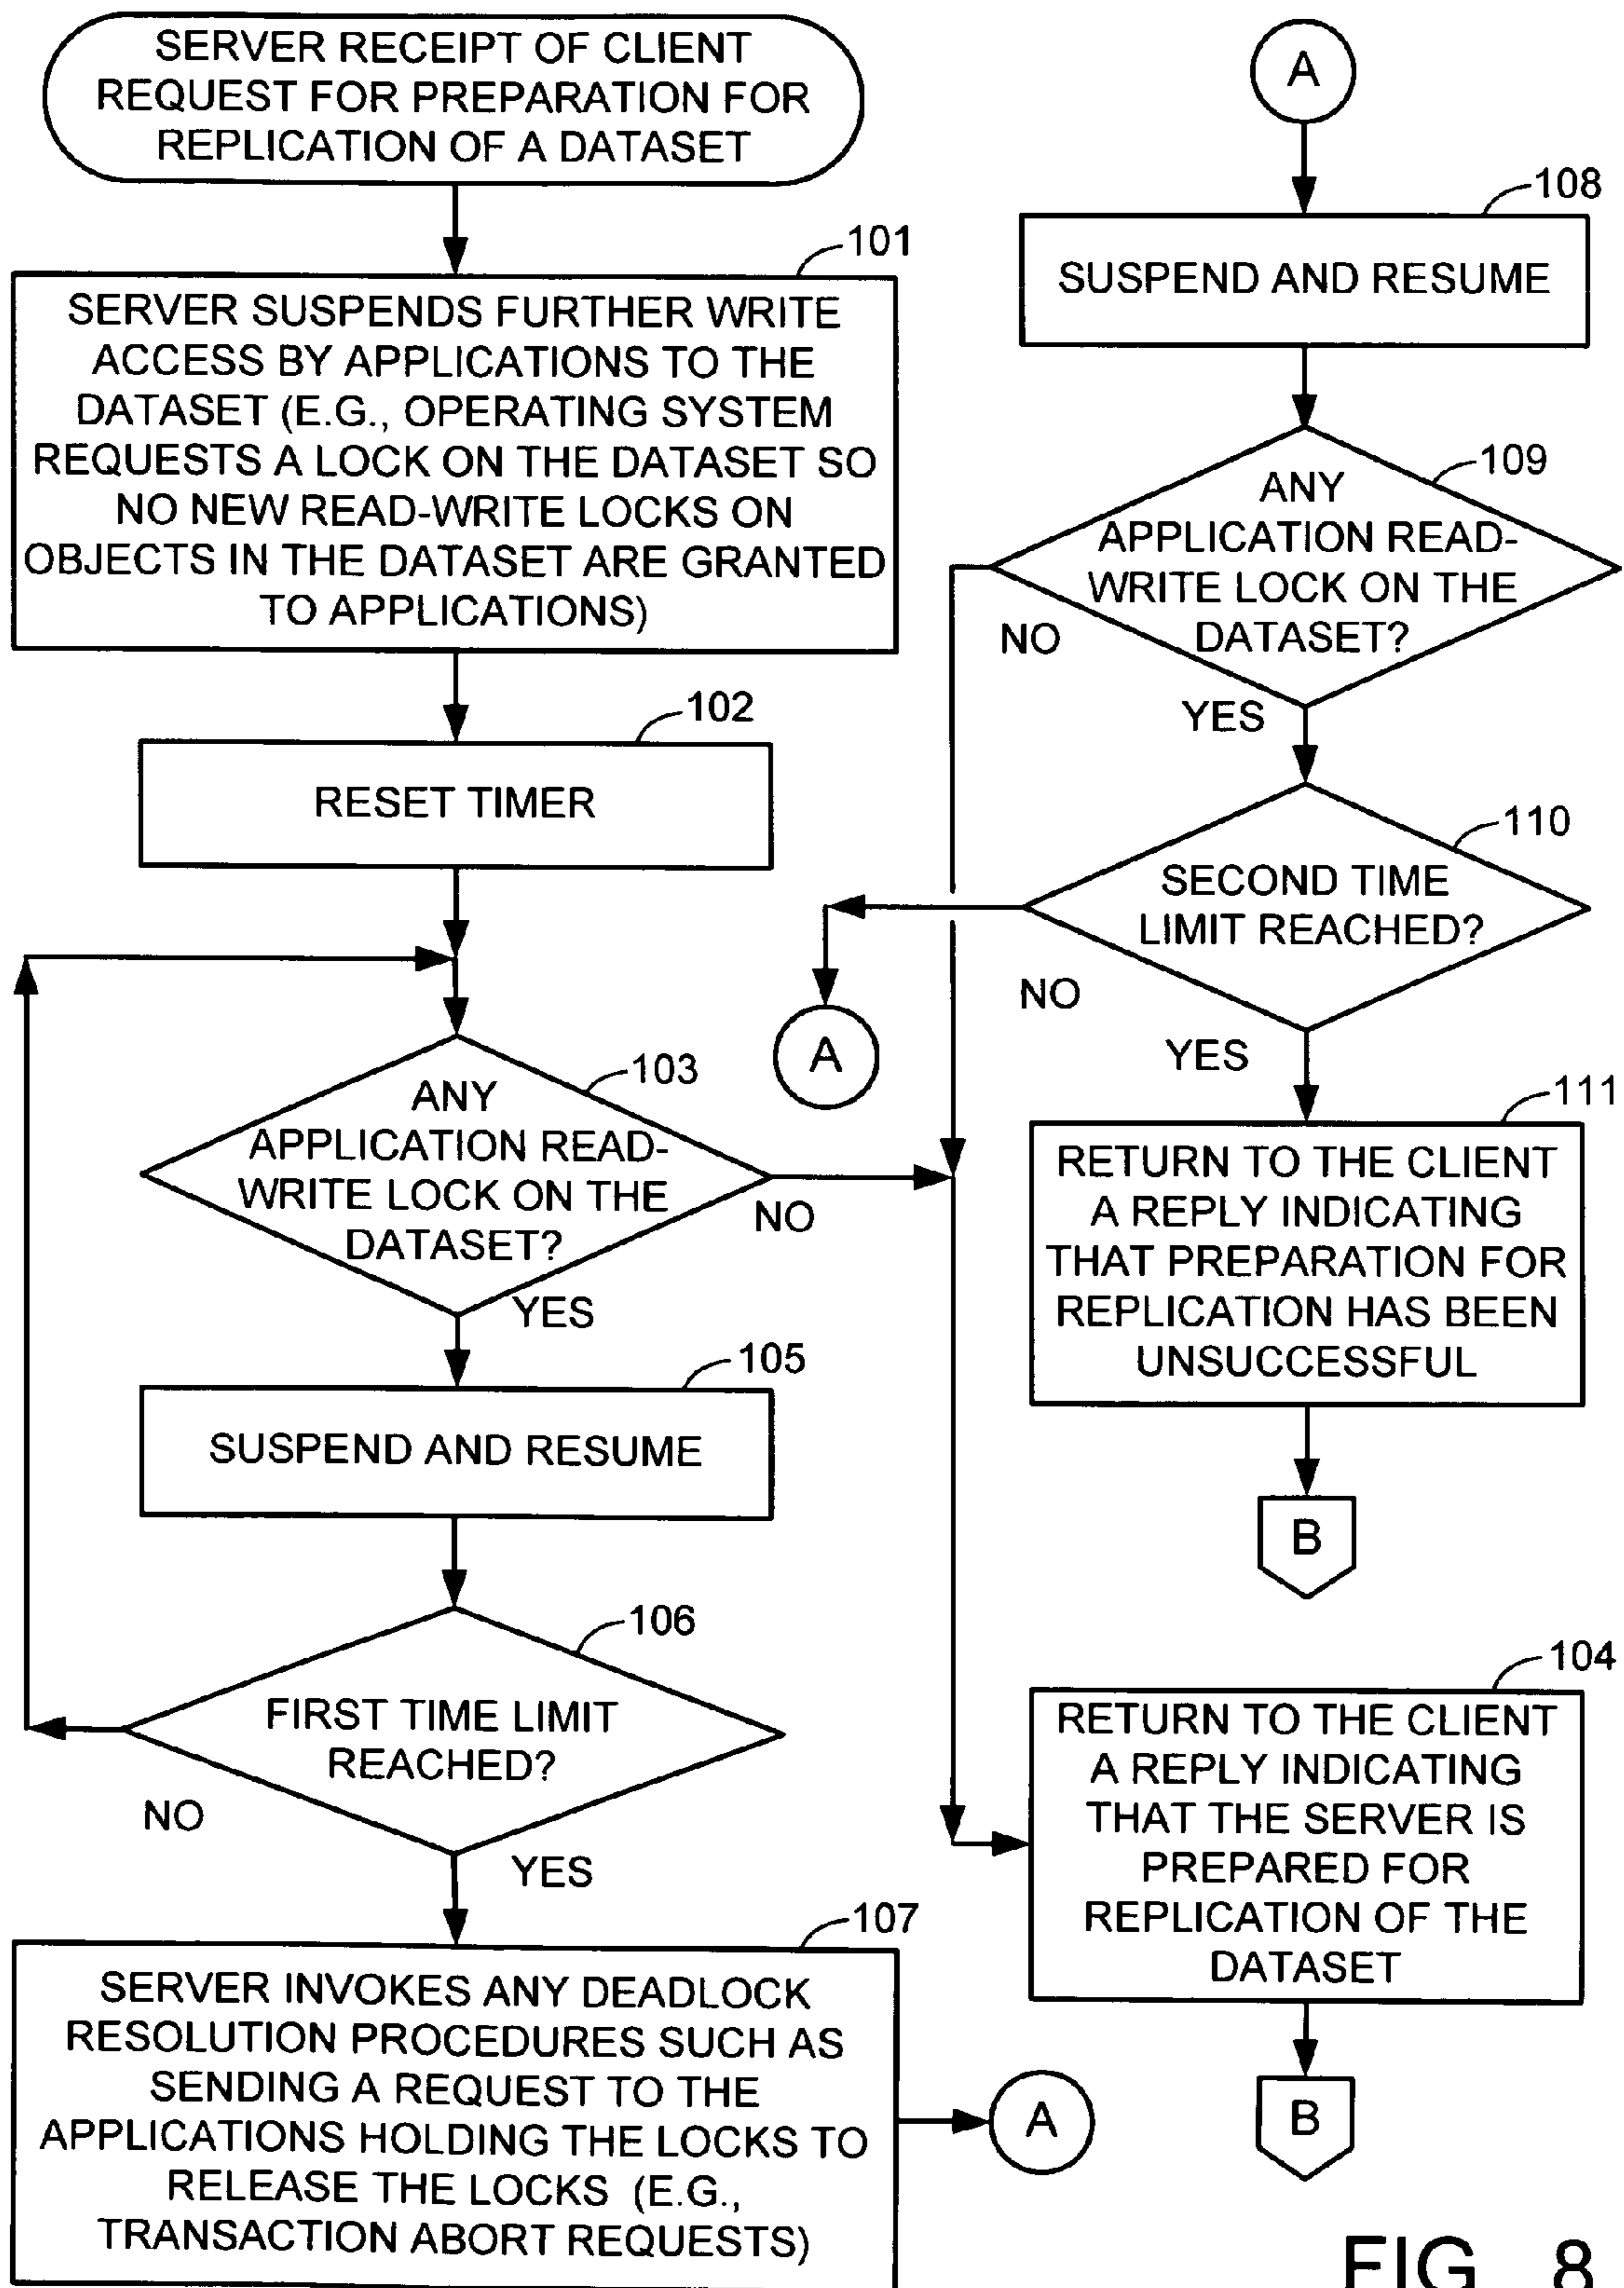 SERVER RECEIPT OF CLIENT
REQUEST FOR PREPARATION FOR
REPLICATION OF A DATASET
101
SERVER SUSPENDS FURTHER WRITE
ACCESS BY APPLICATIONS TO THE
DATASET (E.G., OPERATING SYSTEM
REQUESTS A LOCK ON THE DATASET SO
NO NEW READ-WRITE LOCKS ON
OBJECTS IN THE DATASET ARE GRANTED
TO APPLICATIONS)
102
RESET TIMER
103
ANY
APPLICATION READ-
WRITE LOCK ON THE
DATASET?
NO
YES
105
SUSPEND AND RESUME
106
FIRST TIME LIMIT
REACHED?
NO
YES
107
SERVER INVOKES ANY DEADLOCK
RESOLUTION PROCEDURES SUCH AS
SENDING A REQUEST TO THE
APPLICATIONS HOLDING THE LOCKS TO
RELEASE THE LOCKS (E.G.,
TRANSACTION ABORT REQUESTS)
A
A
108
SUSPEND AND RESUME
109
ANY
APPLICATION READ-
WRITE LOCK ON THE
DATASET?
NO
YES
110
SECOND TIME
LIMIT REACHED?
NO
A
YES
111
RETURN TO THE CLIENT
A REPLY INDICATING
THAT PREPARATION FOR
REPLICATION HAS BEEN
UNSUCCESSFUL
B
104
RETURN TO THE CLIENT
A REPLY INDICATING
THAT THE SERVER IS
PREPARED FOR
REPLICATION OF THE
DATASET
B
FIG. 8